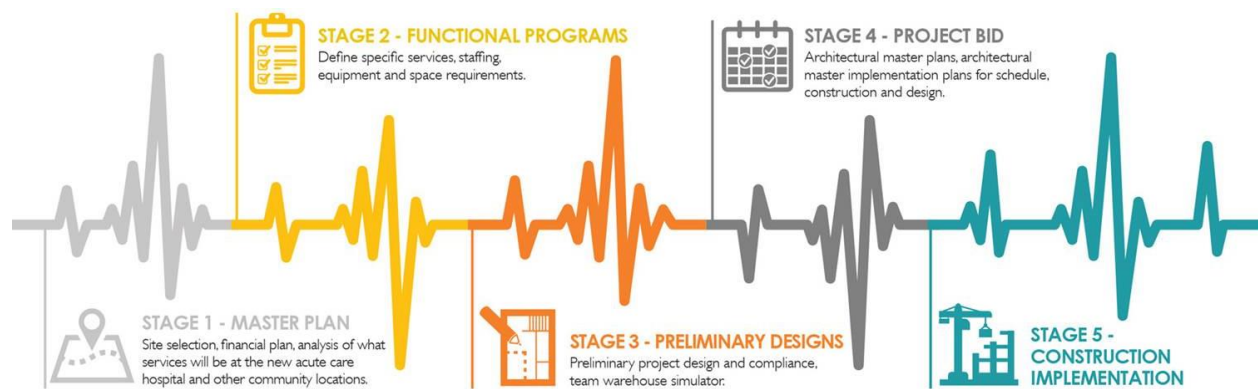 STAGE 1 - MASTER PLAN
Site selection, financial plan, analysis of what
services will be at the new acute care
hospital and other community locations.
STAGE 2 - FUNCTIONAL PROGRAMS
Define specific services, staffing,
equipment and space requirements.
STAGE 3 - PRELIMINARY DESIGNS
Preliminary project design and compliance,
team warehouse simulator.
STAGE 4 - PROJECT BID
Architectural master plans, architectural
master implementation plans for schedule,
construction and design.
STAGE 5 -
CONSTRUCTION
IMPLEMENTATION